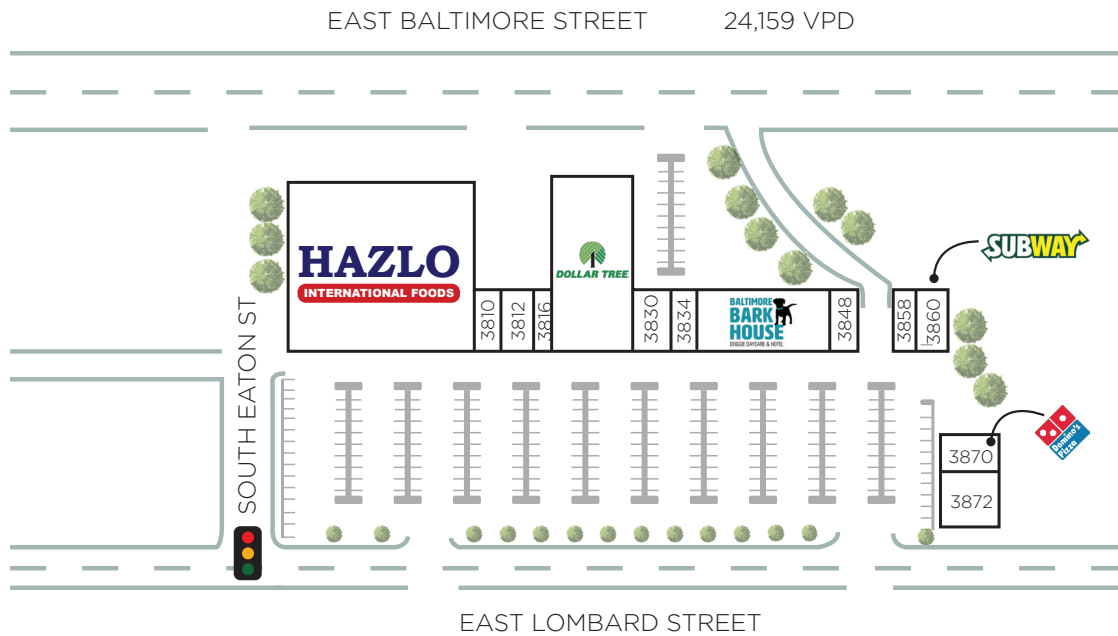 EAST BALTIMORE STREET 24,159 VPD
HAZLO
INTERNATIONAL FOODS
3810
3812
3816
DOLLAR TREE
3830
3834
BALTIMORE
BARK
HOUSE
DOGGIE DAYCARE & HOTEL
3848
3858
3860
SUBWAY
SOUTH EATON ST
3870
3872
Domino's
Pizza
EAST LOMBARD STREET